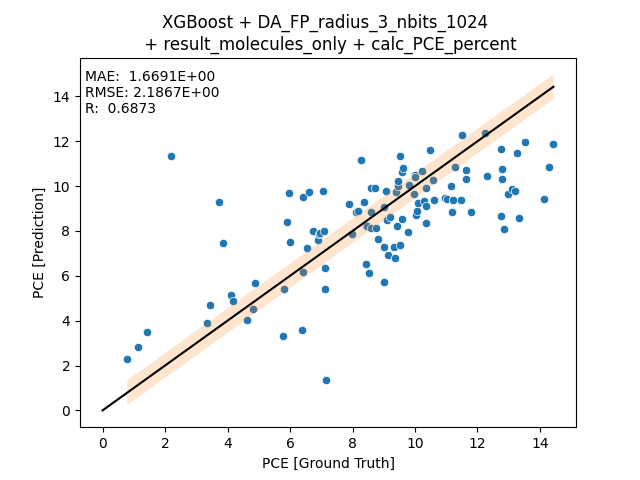 XGBoost + DA_FP_radius_3_nbits_1024
+ result_molecules_only + calc_PCE_percent
MAE: 1.6691E+00
RMSE: 2.1867E+00
R: 0.6873
PCE [Prediction]
14
12
10
8
6
4
2
0
0 2 4 6 8 10 12 14
PCE [Ground Truth]